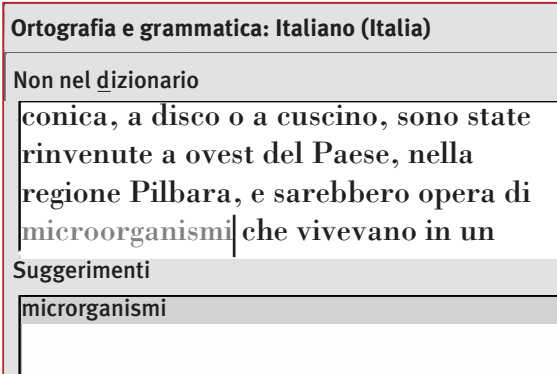 Ortografia e grammatica: Italiano (Italia)
Non nel dizionario
conica, a disco o a cuscino, sono state
rinvenute a ovest del Paese, nella
regione Pilbara, e sarebbero opera di
microorganismi che vivevano in un
Suggerimenti
microrganismi